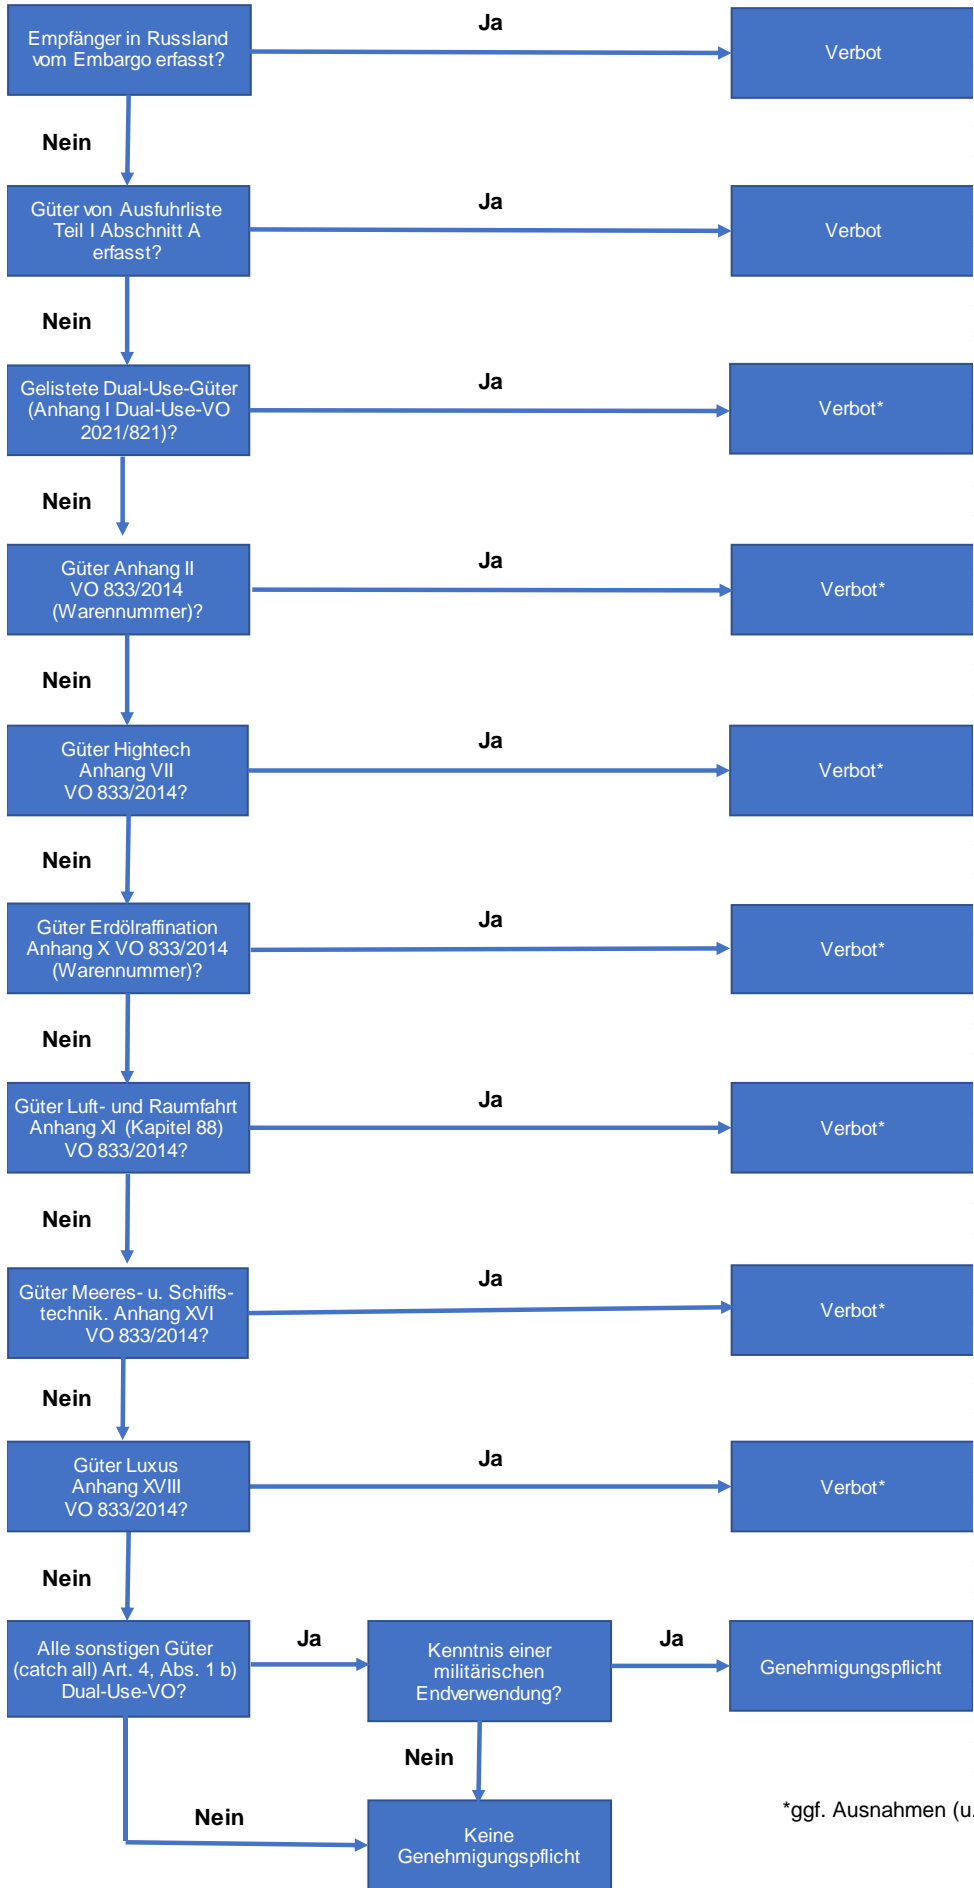 Empfänger in Russland
vom Embargo erfasst?
Ja
Verbot
Nein
Güter von Ausfuhrliste
Teil I Abschnitt A
erfasst?
Ja
Verbot
Nein
Gelistete Dual-Use-Güter
(Anhang I Dual-Use-VO
2021/821)?
Ja
Verbot*
Nein
Güter Anhang II
VO 833/2014
(Warennummer)?
Ja
Verbot*
Nein
Güter Hightech
Anhang VII
VO 833/2014?
Ja
Verbot*
Nein
Güter Erdölraffination
Anhang X VO 833/2014
(Warennummer)?
Ja
Verbot*
Nein
Güter Luft- und Raumfahrt
Anhang XI (Kapitel 88)
VO 833/2014?
Ja
Verbot*
Nein
Güter Meeres- u. Schiffs-
technik. Anhang XVI
VO 833/2014?
Ja
Verbot*
Nein
Güter Luxus
Anhang XVIII
VO 833/2014?
Ja
Verbot*
Nein
Alle sonstigen Güter
(catch all) Art. 4, Abs. 1 b)
Dual-Use-VO?
Ja
Kenntnis einer
militärischen
Endverwendung?
Ja
Genehmigungspflicht
Nein
Nein
Keine
Genehmigungspflicht
*ggf. Ausnahmen (u.